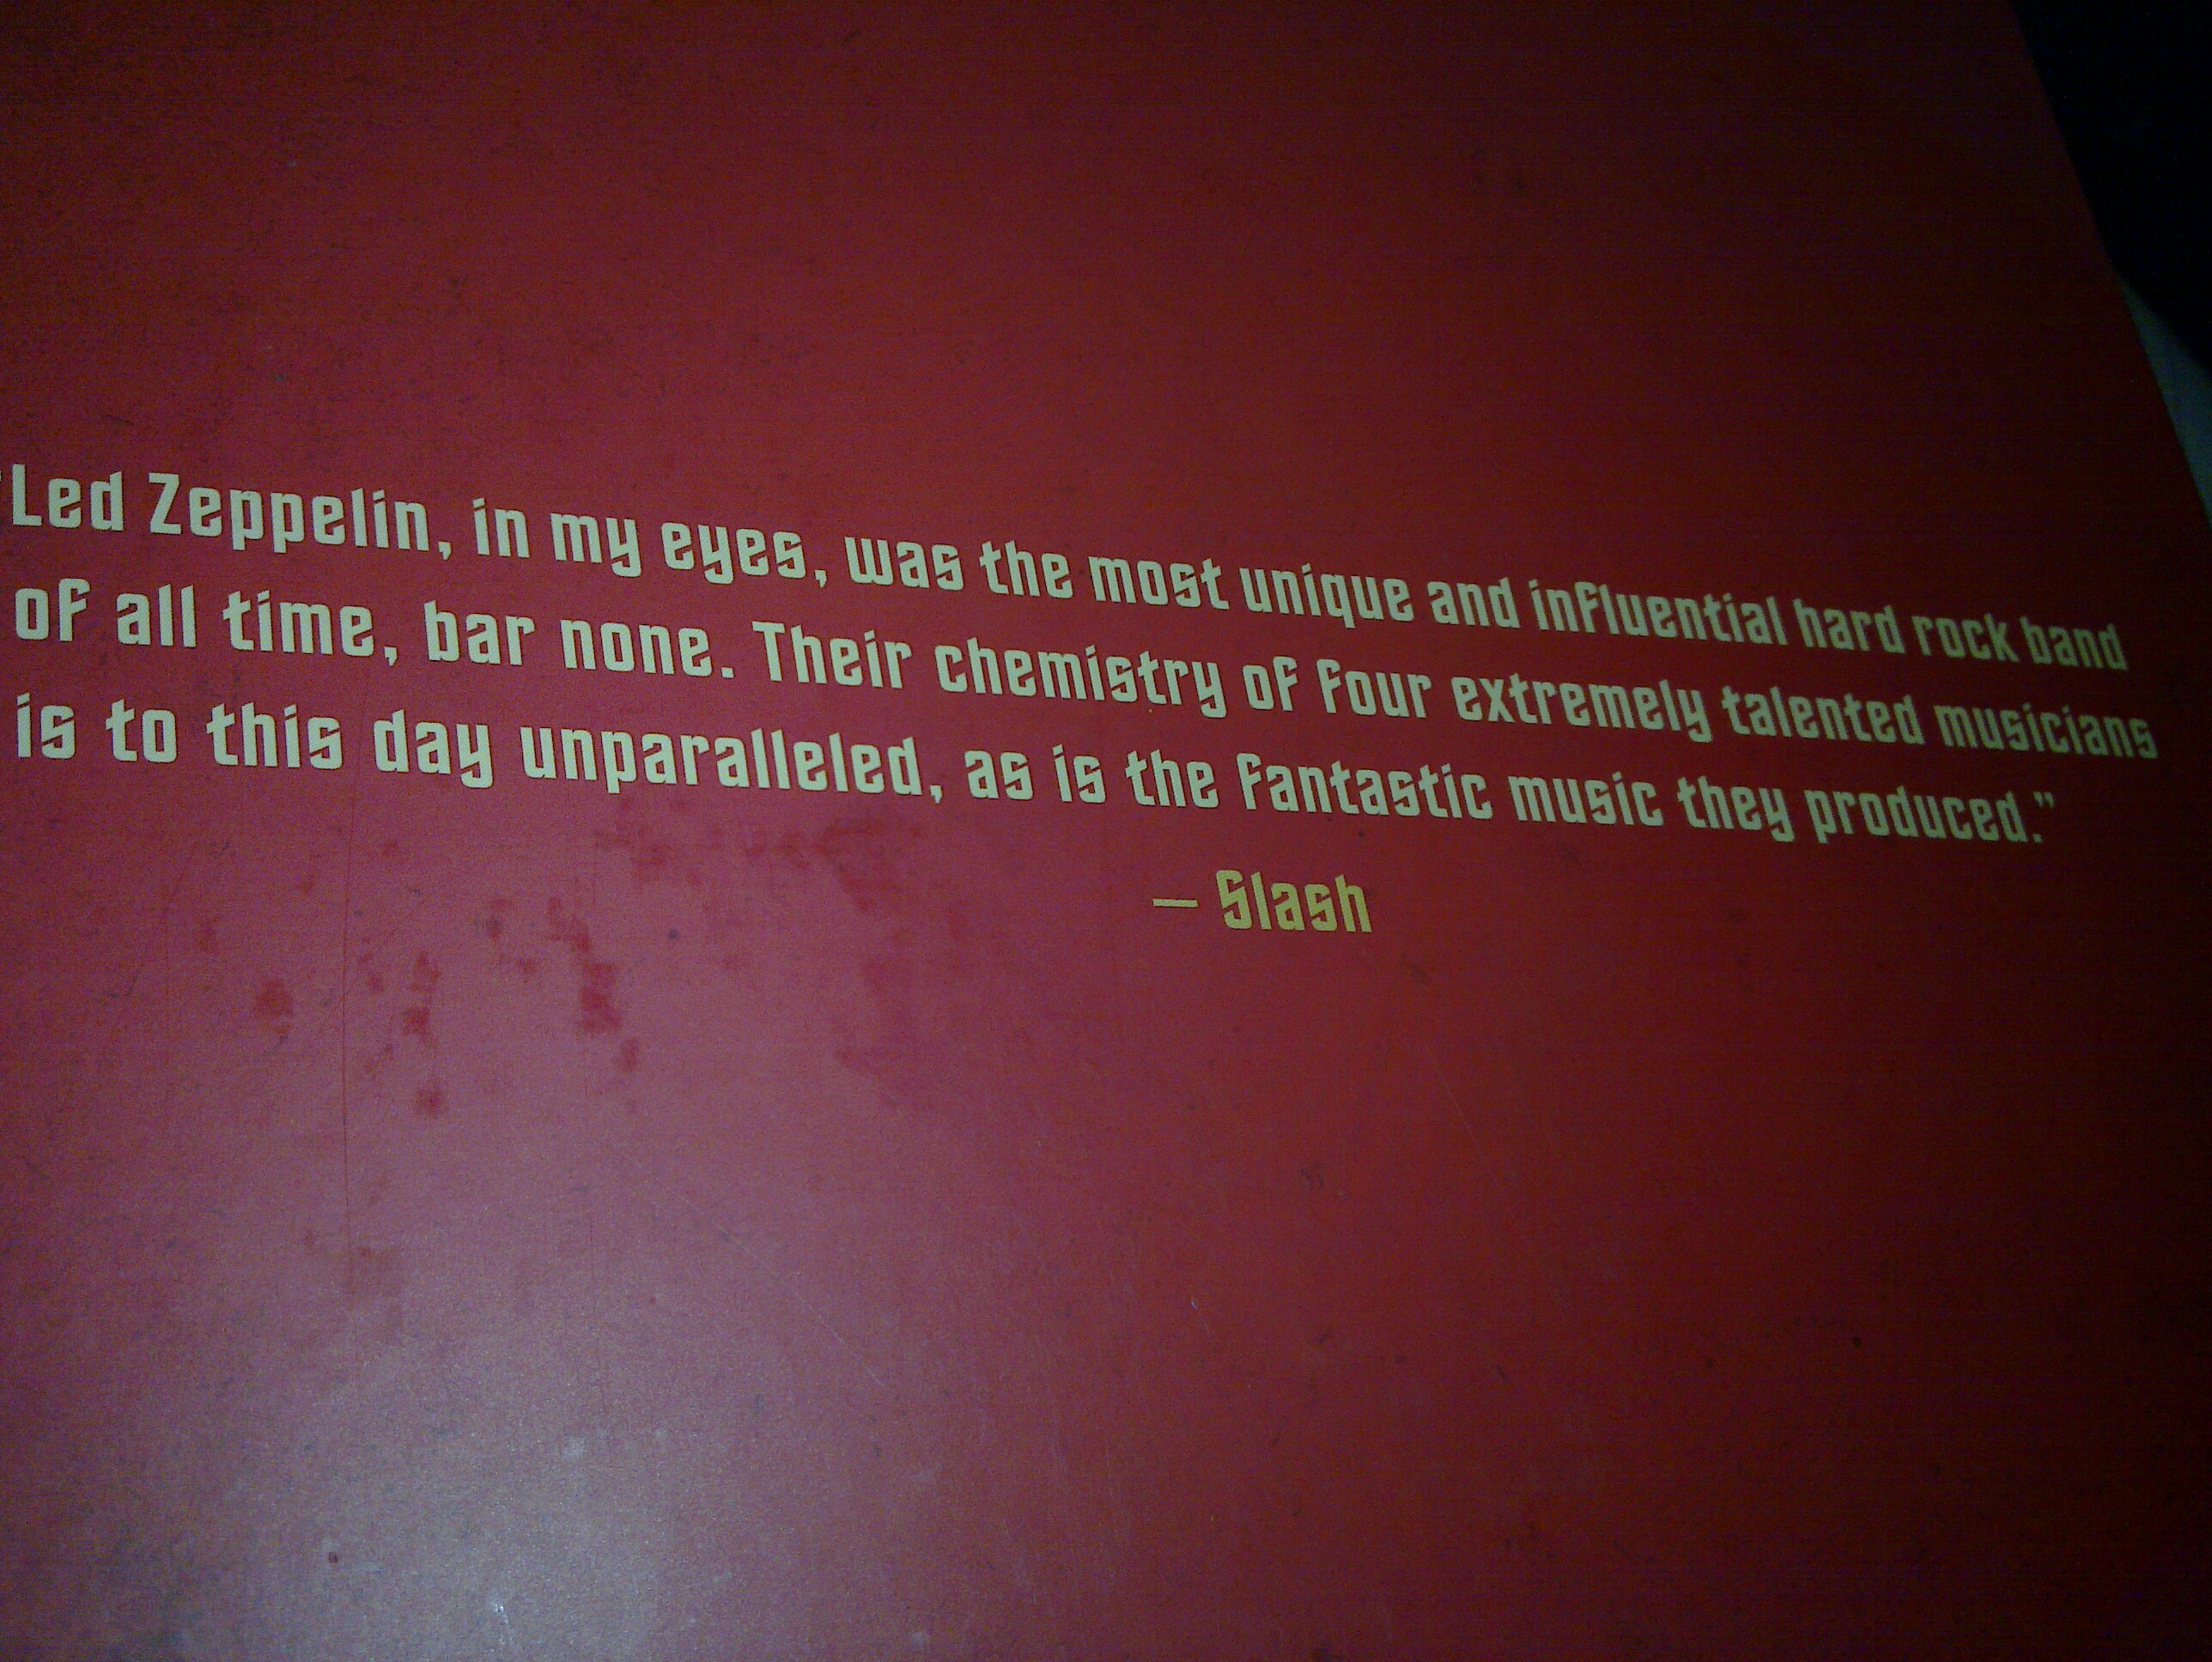 "Led Zeppelin, in my eyes, was the most unique and influential hard rock band
of all time, bar none. Their chemistry of four extremely talented musicians
is to this day unparalleled, as is the fantastic music they produced."
— Slash